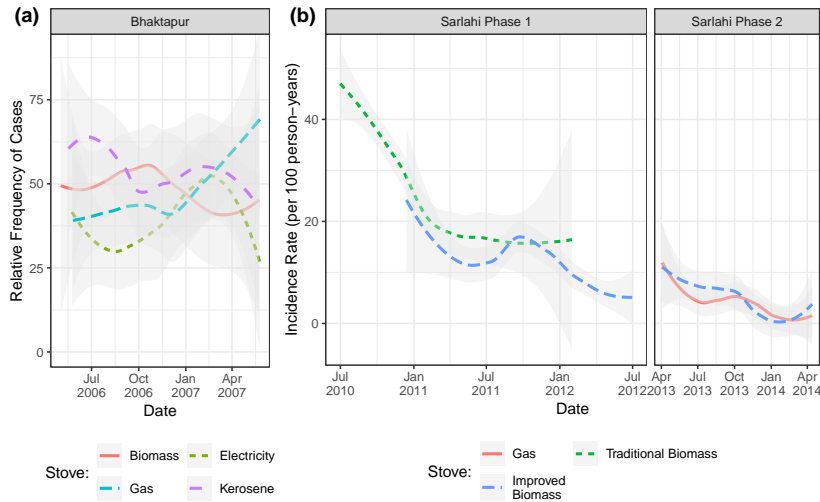 (a)
Bhaktapur
Relative Frequency of Cases
75
50
25
0
Jul
2006
Oct
2006
Jan
2007
Apr
2007
Date
Stove:
Biomass
Electricity
Gas
Kerosene
(b)
Sarlahi Phase 1
Sarlahi Phase 2
Incidence Rate (per 100 person−years)
40
20
0
Jul
2010
Jan
2011
Jul
2011
Jan
2012
Jul
2012
Apr
2013
Jul
2013
Oct
2013
Jan
2014
Apr
2014
Date
Stove:
Gas
Traditional Biomass
Improved
Biomass